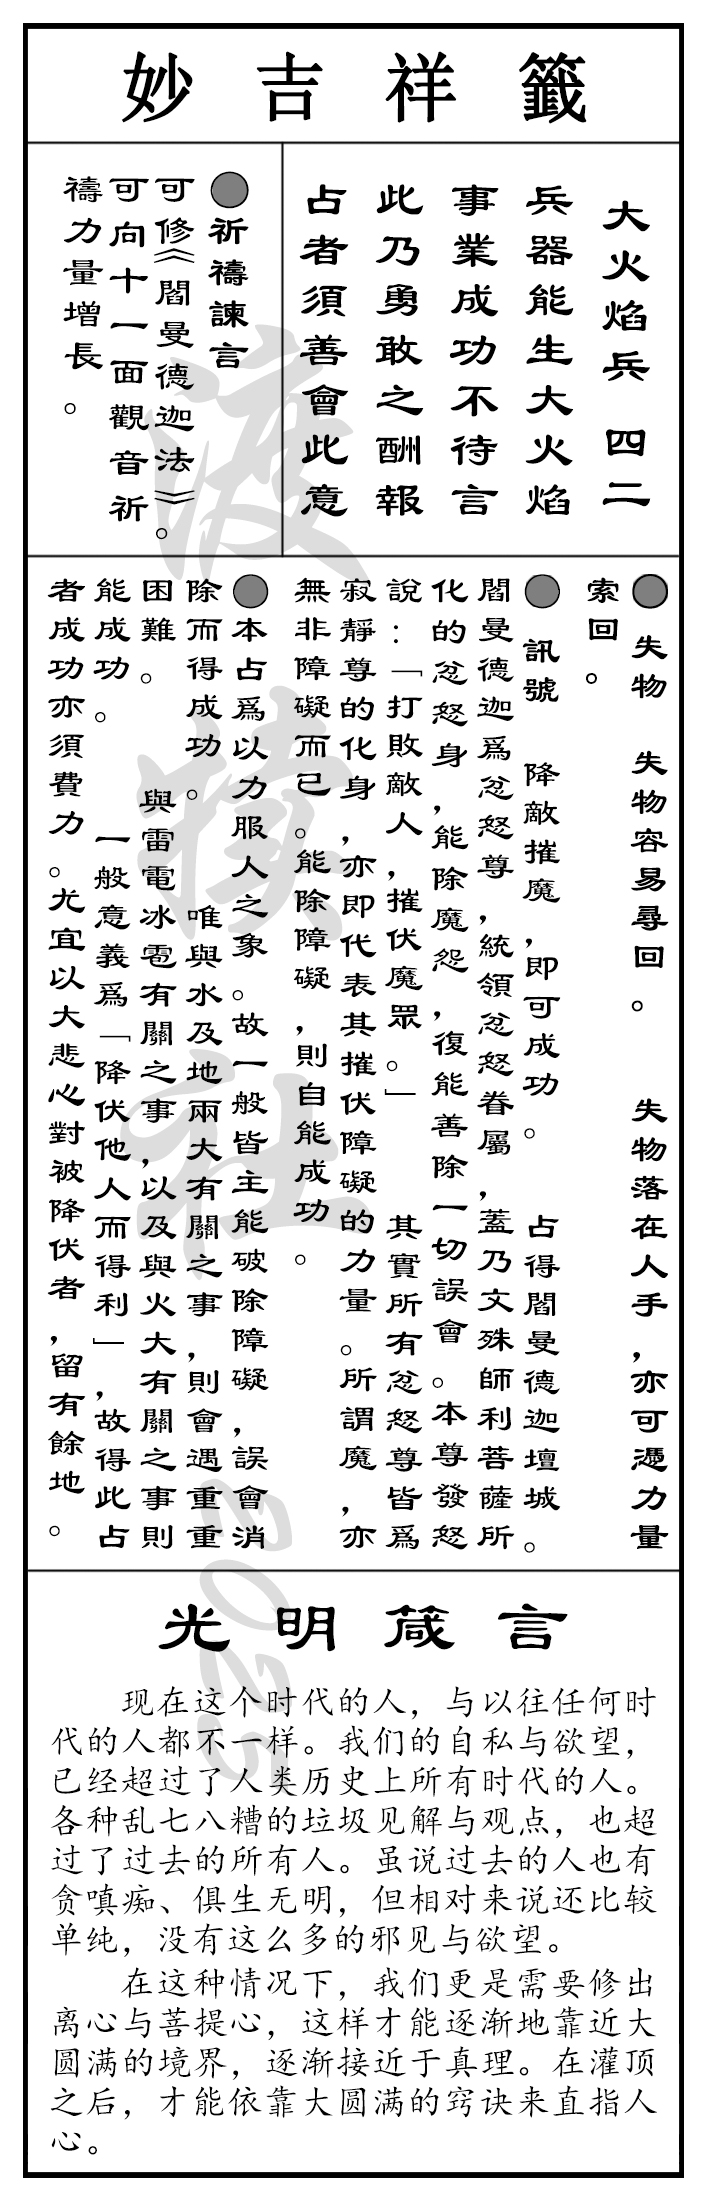 妙吉祥籤
大火焰兵 四二
兵器能生大火焰
事業成功不待言
此乃勇敢之酬報
占者須善會此意
●祈禱諫言
可修《閻曼德迦法》。
可向十一面觀音祈
禱力量增長。
● 失物 失物容易尋回。 失物落在人手，亦可憑力量
索回。
● 訊號 降敵摧魔，即可成功。 占得閻曼德迦壇城。
閻曼德迦爲忿怒尊，統領忿怒眷屬，蓋乃文殊師利菩薩所
化的忿怒身，能除魔怨，復能善除一切誤會。本尊發怒
說：「打敗敵人，摧伏魔眾。」 其實所有忿怒尊皆爲
寂靜尊的化身，亦即代表其摧伏障礙的力量。所謂魔，亦
無非障礙而已。能除障礙，則自能成功。
●本占爲以力服人之象。故一般皆主能破除障礙，誤會消
除而得成功。 唯與水及地兩大有關之事，則會遇重重
困難。 與雷電冰雹有關之事，以及與火大有關之事則
能成功。 一般意義爲「降伏他人而得利」，故得此占
者成功亦須費力。尤宜以大悲心對被降伏者，留有餘地。
光明箴言
现在这个时代的人，与以往任何时
代的人都不一样。我们的自私与欲望，
已经超过了人类历史上所有时代的人。
各种乱七八糟的垃圾见解与观点，也超
过了过去的所有人。虽说过去的人也有
贪嗔痴、俱生无明，但相对来说还比较
单纯，没有这么多的邪见与欲望。
在这种情况下，我们更是需要修出
离心与菩提心，这样才能逐渐地靠近大
圆满的境界，逐渐接近于真理。在灌顶
之后，才能依靠大圆满的窍诀来直指人
心。
渡犊社 2025